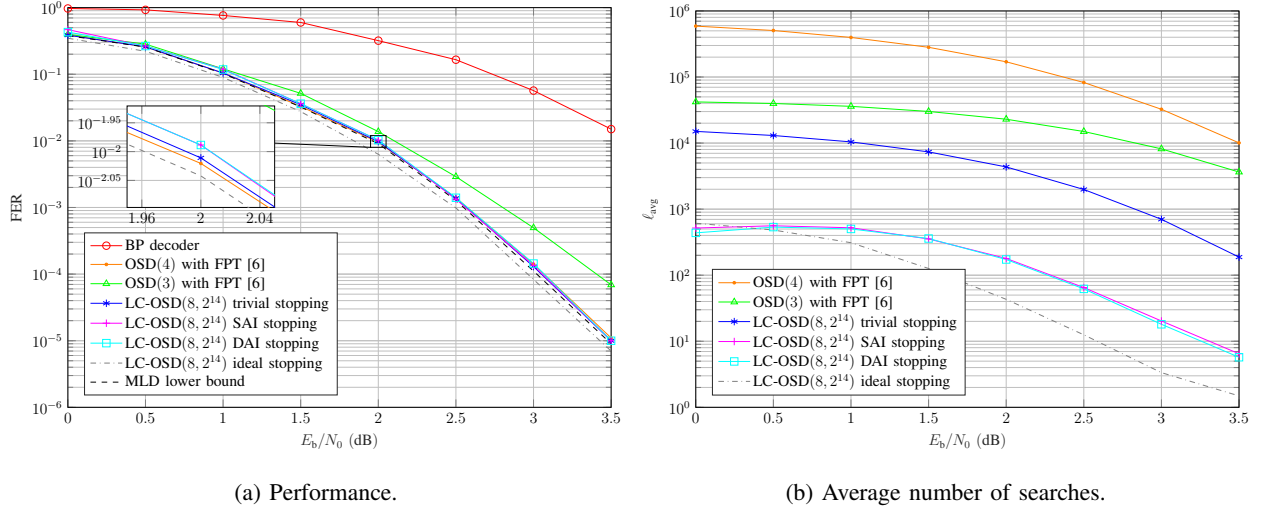 10^0
10^−1
10^−2
10^−3
10^−4
10^−5
10^−6
FER
10^−1.95
10^−2
10^−2.05
1.96
2
2.04
BP decoder
OSD(4) with FPT [6]
OSD(3) with FPT [6]
LC-OSD(8, 2^14) trivial stopping
LC-OSD(8, 2^14) SAI stopping
LC-OSD(8, 2^14) DAI stopping
LC-OSD(8, 2^14) ideal stopping
MLD lower bound
0 0.5 1 1.5 2 2.5 3 3.5
E_b/N_0 (dB)
(a) Performance.
10^6
10^5
10^4
10^3
10^2
10^1
10^0
ℓ_avg
OSD(4) with FPT [6]
OSD(3) with FPT [6]
LC-OSD(8, 2^14) trivial stopping
LC-OSD(8, 2^14) SAI stopping
LC-OSD(8, 2^14) DAI stopping
LC-OSD(8, 2^14) ideal stopping
0 0.5 1 1.5 2 2.5 3 3.5
E_b/N_0 (dB)
(b) Average number of searches.